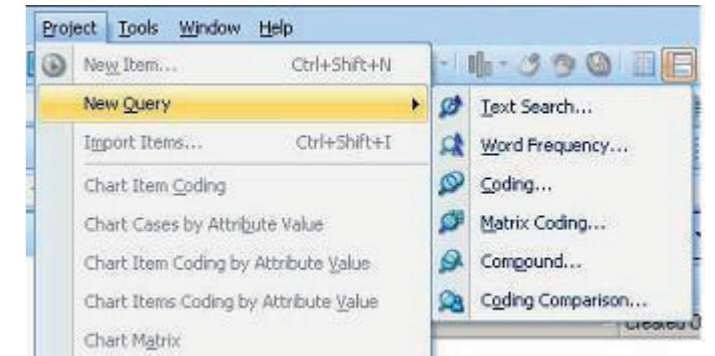 Project Tools Window Help
New Item... Ctrl+Shift+N
New Query
Import Items... Ctrl+Shift+I
Chart Item Coding
Chart Cases by Attribute Value
Chart Item Coding by Attribute Value
Chart Items Coding by Attribute Value
Chart Matrix
Text Search...
Word Frequency...
Coding...
Matrix Coding...
Compound...
Coding Comparison...
Created O